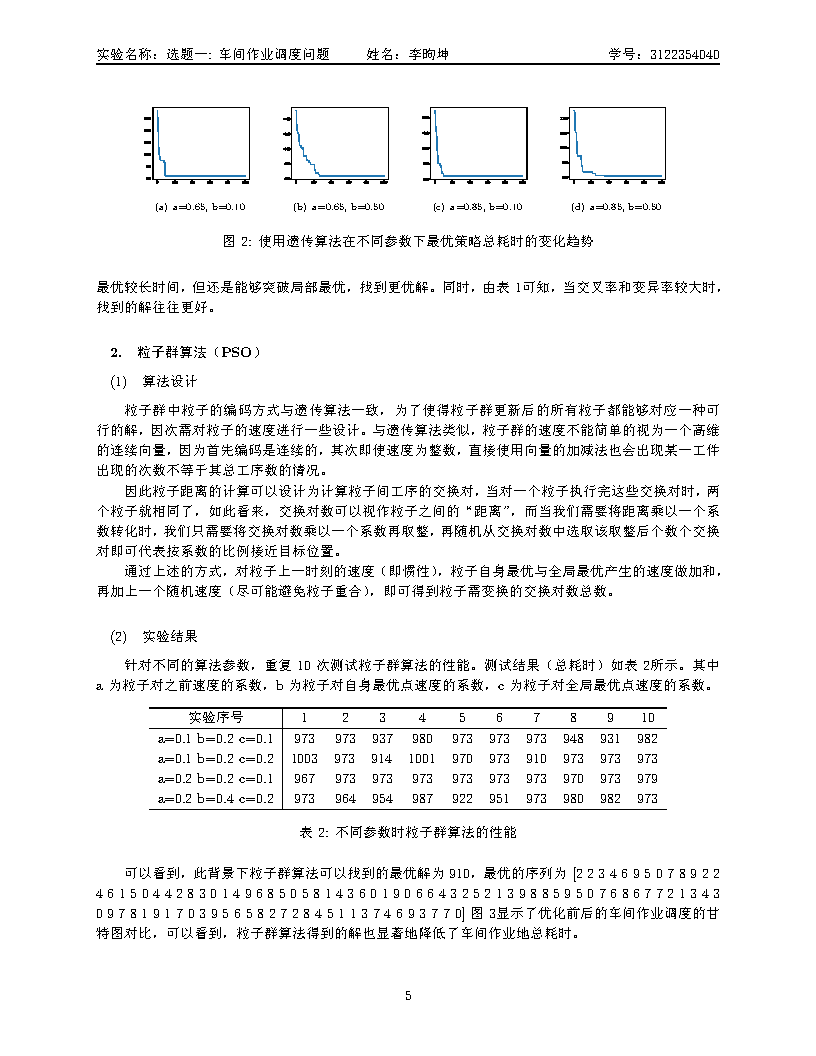 实验名称：选题一: 车间作业调度问题 姓名：李昫坤 学号：3122354040
(a) a=0.65, b=0.10 (b) a=0.65, b=0.50 (c) a=0.85, b=0.10 (d) a=0.85, b=0.50
图 2: 使用遗传算法在不同参数下最优策略总耗时的变化趋势
最优较长时间，但还是能够突破局部最优，找到更优解。同时，由表 1可知，当交叉率和变异率较大时，
找到的解往往更好。
2. 粒子群算法（PSO）
(1) 算法设计
粒子群中粒子的编码方式与遗传算法一致，为了使得粒子群更新后的所有粒子都能够对应一种可
行的解，因次需对粒子的速度进行一些设计。与遗传算法类似，粒子群的速度不能简单的视为一个高维
的连续向量，因为首先编码是连续的，其次即使速度为整数，直接使用向量的加减法也会出现某一工件
出现的次数不等于其总工序数的情况。
因此粒子距离的计算可以设计为计算粒子间工序的交换对，当对一个粒子执行完这些交换对时，两
个粒子就相同了，如此看来，交换对数可以视作粒子之间的“距离”，而当我们需要将距离乘以一个系
数转化时，我们只需要将交换对数乘以一个系数再取整，再随机从交换对数中选取该取整后个数个交换
对即可代表按系数的比例接近目标位置。
通过上述的方式，对粒子上一时刻的速度（即惯性），粒子自身最优与全局最优产生的速度做加和，
再加上一个随机速度（尽可能避免粒子重合），即可得到粒子需变换的交换对数总数。
(2) 实验结果
针对不同的算法参数，重复 10 次测试粒子群算法的性能。测试结果（总耗时）如表 2所示。其中
a 为粒子对之前速度的系数，b 为粒子对自身最优点速度的系数，c 为粒子对全局最优点速度的系数。
实验序号 1 2 3 4 5 6 7 8 9 10
a=0.1 b=0.2 c=0.1 973 973 937 980 973 973 973 948 931 982
a=0.1 b=0.2 c=0.2 1003 973 914 1001 970 973 910 973 973 973
a=0.2 b=0.2 c=0.1 967 973 973 973 973 973 973 970 973 979
a=0.2 b=0.4 c=0.2 973 964 954 987 922 951 973 980 982 973
表 2: 不同参数时粒子群算法的性能
可以看到，此背景下粒子群算法可以找到的最优解为 910，最优的序列为 [2 2 3 4 6 9 5 0 7 8 9 2 2
4 6 1 5 0 4 4 2 8 3 0 1 4 9 6 8 5 0 5 8 1 4 3 6 0 1 9 0 6 6 4 3 2 5 2 1 3 9 8 8 5 9 5 0 7 6 8 6 7 7 2 1 3 4 3
0 9 7 8 1 9 1 7 0 3 9 5 6 5 8 2 7 2 8 4 5 1 1 3 7 4 6 9 3 7 7 0] 图 3显示了优化前后的车间作业调度的甘
特图对比，可以看到，粒子群算法得到的解也显著地降低了车间作业地总耗时。
5